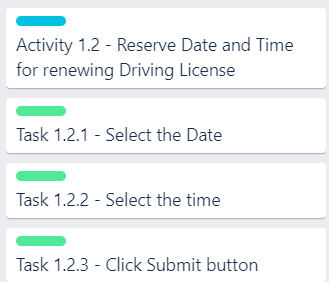 Activity 1.2 - Reserve Date and Time
for renewing Driving License
Task 1.2.1 - Select the Date
Task 1.2.2 - Select the time
Task 1.2.3 - Click Submit button